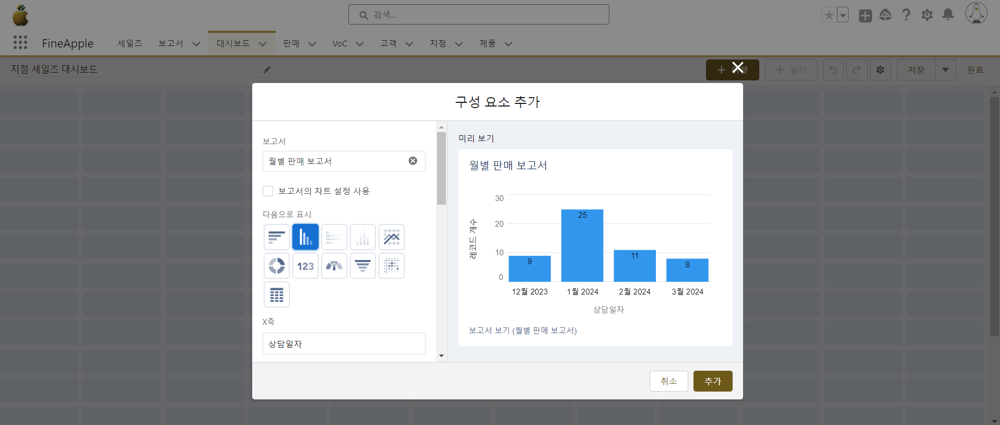 검색...
FineApple 세일즈 보고서 대시보드 판매 VoC 고객 지점 제품
지점 세일즈 대시보드
필터 저장 완료
구성 요소 추가
보고서
월별 판매 보고서
보고서의 차트 설정 사용
다음으로 표시
123
X축
상담일자
미리 보기
월별 판매 보고서
레코드 개수
30
20
10
0
9
25
11
8
12월 2023
1월 2024
2월 2024
3월 2024
상담일자
보고서 보기 (월별 판매 보고서)
취소 추가